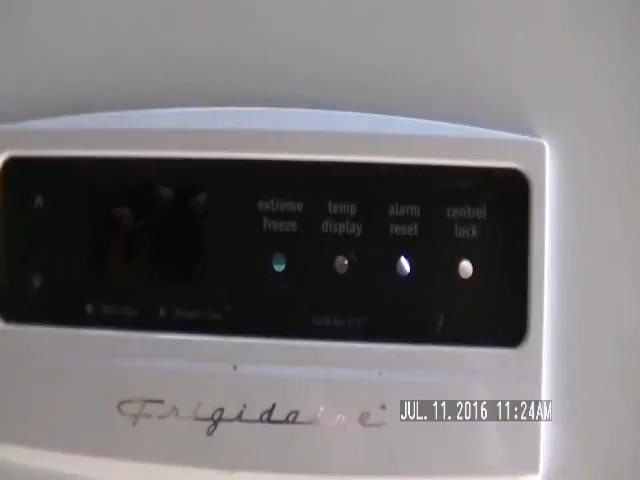 extreme
freeze
temp
display
alarm
reset
control
lock
Frigidaire
JUL. 11. 2016 11:24AM